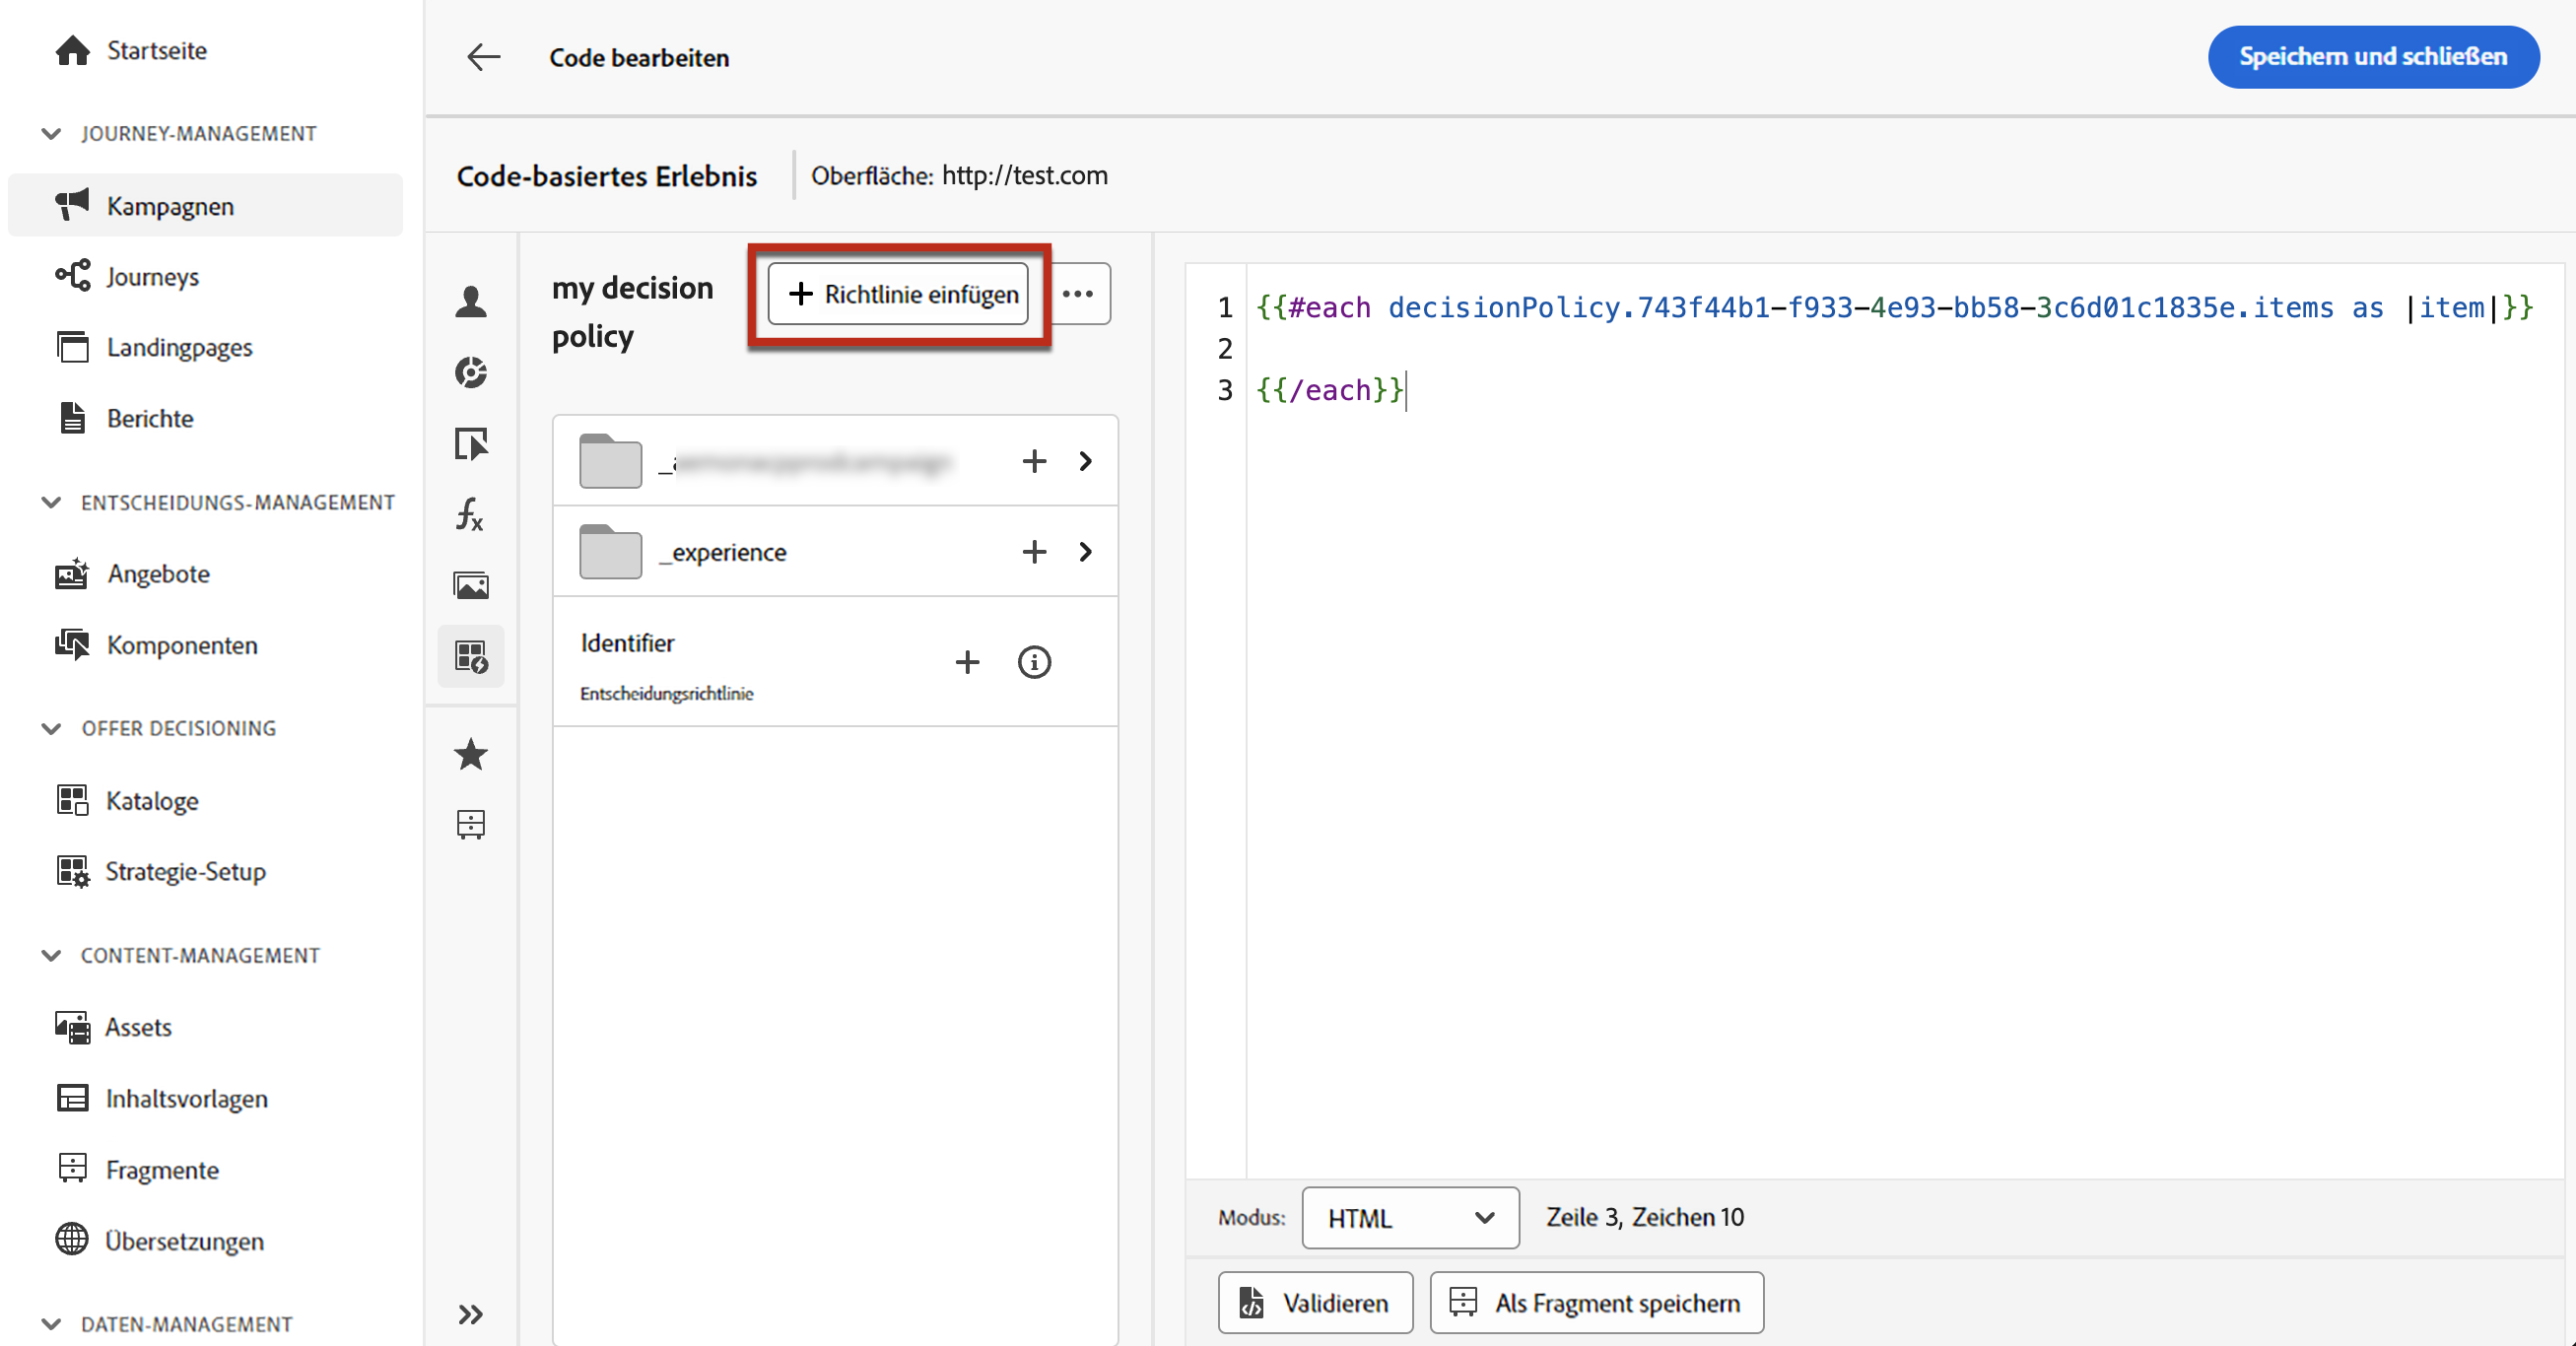 Startseite
JOURNEY-MANAGEMENT
Kampagnen
Journeys
Landingpages
Berichte
ENTSCHEIDUNGS-MANAGEMENT
Angebote
Komponenten
OFFER DECISIONING
Kataloge
Strategie-Setup
CONTENT-MANAGEMENT
Assets
Inhaltsvorlagen
Fragmente
Übersetzungen
DATEN-MANAGEMENT
Code bearbeiten
Speichern und schließen
Code-basiertes Erlebnis
Oberfläche: http://test.com
my decision
policy
+ Richtlinie einfügen
_experience
Identifier
Entscheidungsrichtlinie
1 {{#each decisionPolicy.743f44b1-f933-4e93-bb58-3c6d01c1835e.items as |item|}}
2
3 {{/each}}
Modus: HTML
Zeile 3, Zeichen 10
Validieren
Als Fragment speichern